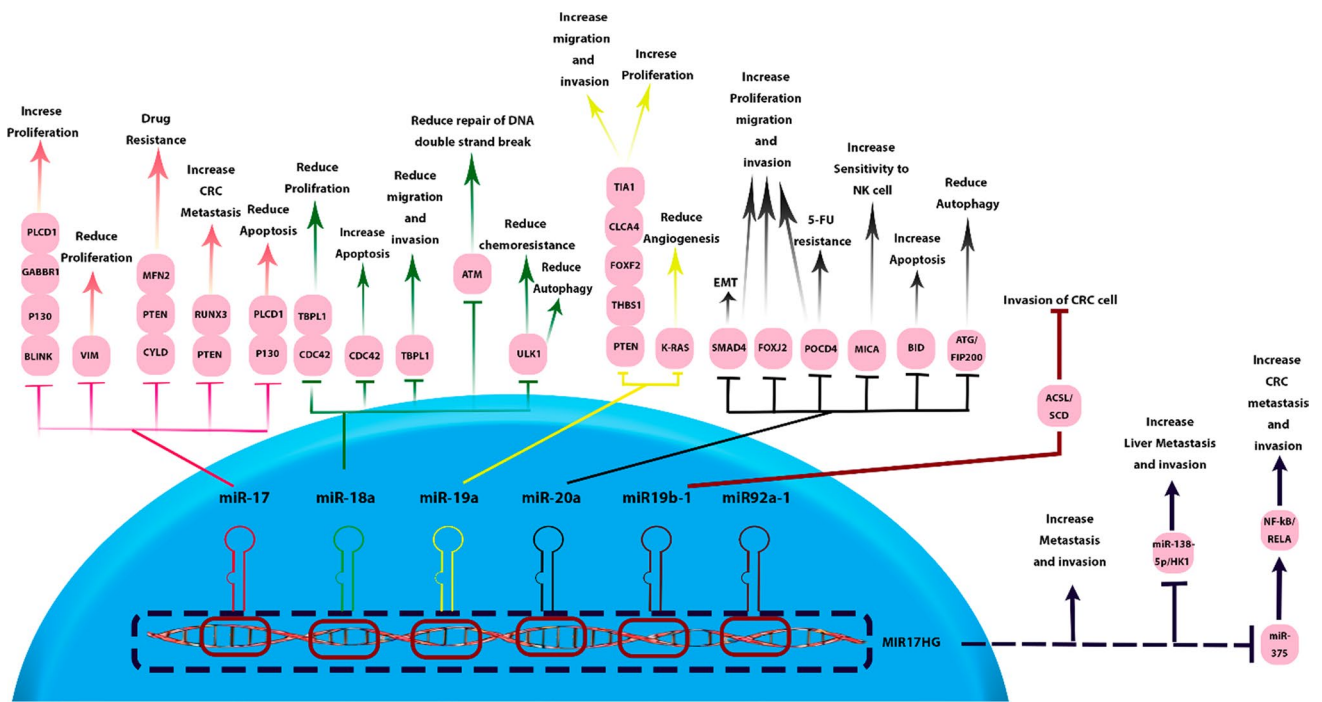 Increse
Proliferation
PLCD1
GABBR1
P130
BLINK
Reduce
Proliferation
VIM
Drug
Resistance
MFN2
PTEN
CYLD
Increase
CRC
Metastasis
RUNX3
PTEN
Reduce
Apoptosis
PLCD1
P130
Reduce
Prolifration
TBPL1
CDC42
Increase
Apoptosis
CDC42
Reduce
migration
and
invasion
TBPL1
Reduce repair of DNA
double strand break
ATM
Reduce
chemoresistance
Reduce
Autophagy
ULK1
Increase
migration
and
invasion
Increse
Proliferation
TIA1
CLCA4
FOXF2
THBS1
PTEN
Reduce
Angiogenesis
K-RAS
EMT
SMAD4
Increase
Proliferation
migration
and
invasion
FOXJ2
5-FU
resistance
POCD4
Increase
Sensitivity to
NK cell
MICA
Increase
Apoptosis
BID
Reduce
Autophagy
ATG/
FIP200
Invasion of CRC cell
ACSL/
SCD
miR-17
miR-18a
miR-19a
miR-20a
miR19b-1
miR92a-1
MIR17HG
Increase
Metastasis
and invasion
Increase
Liver Metastasis
and invasion
miR-138-
5p/HK1
Increase
CRC
metastasis
and
invasion
NF-kB/
RELA
miR-
375